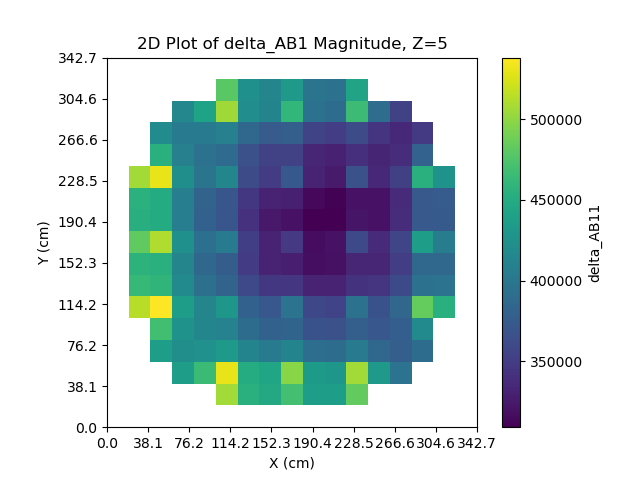 2D Plot of delta_AB1 Magnitude, Z=5
342.7
304.6
266.6
228.5
190.4
152.3
114.2
76.2
38.1
0.0
Y (cm)
0.0 38.1 76.2 114.2 152.3 190.4 228.5 266.6 304.6 342.7
X (cm)
500000
450000
400000
350000
delta_AB11